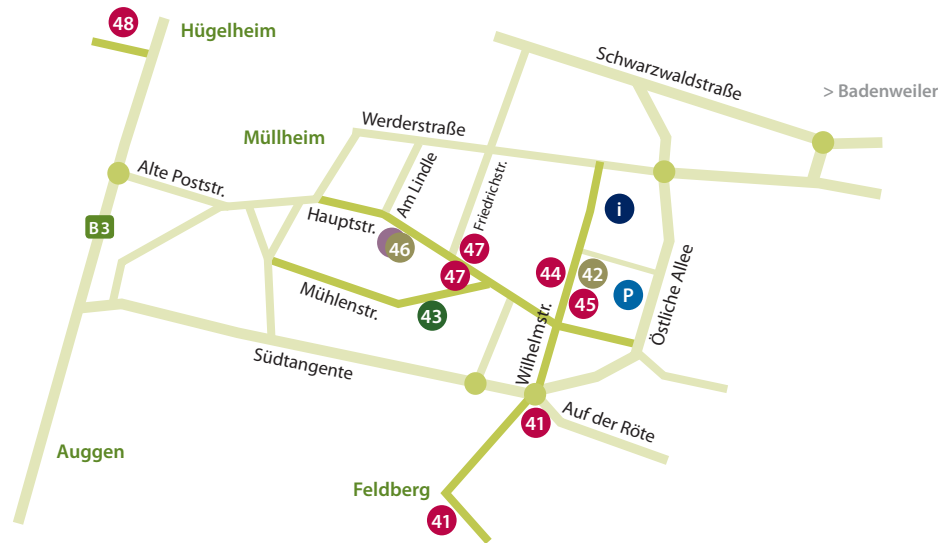 48
Hügelheim
Schwarzwaldstraße
> Badenweiler
Werderstraße
Müllheim
Alte Poststr.
Am Lindle
Friedrichstr.
i
Hauptstr.
B 3
46
47
47
44
42
45
P
Östliche Allee
Mühlenstr.
43
Wilhelmstr.
Südtangente
41
Auf der Röte
Auggen
Feldberg
41